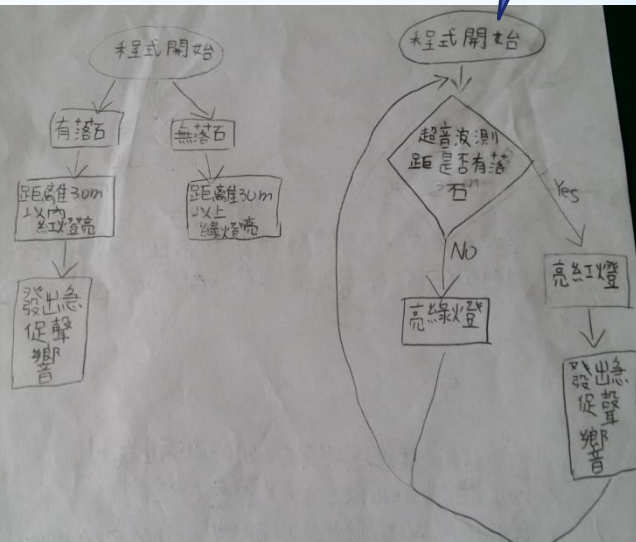 程式開始
有落石
無落石
距離30m
以內
紅燈亮
距離30m
以上
綠燈亮
發出急
促聲
響
程式開始
超音波測
距是否有落
石
Yes
No
亮紅燈
亮綠燈
發出急
促聲
響